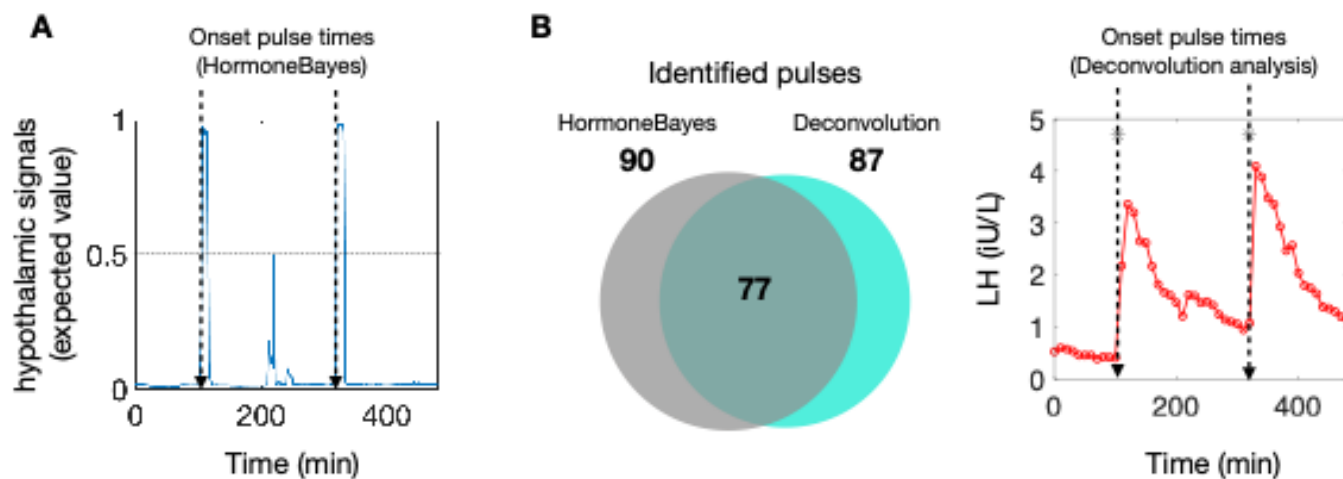 A
Onset pulse times
(HormoneBayes)
hypothalamic signals
(expected value)
1
0.5
0
0 200 400
Time (min)
B
Identified pulses
HormoneBayes Deconvolution
90 87
77
Onset pulse times
(Deconvolution analysis)
LH (iU/L)
5
4
3
2
1
0
0 200 400
Time (min)